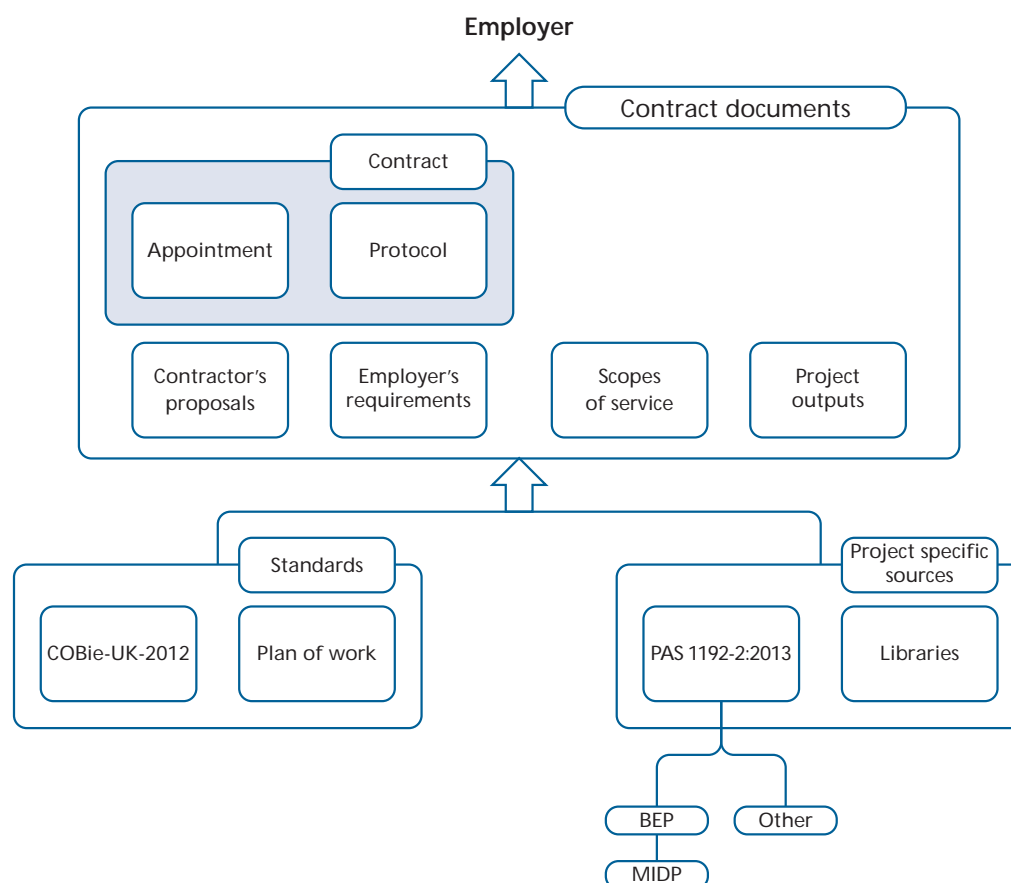 Employer
Contract documents
Contract
Appointment
Protocol
Contractor's
proposals
Employer's
requirements
Scopes
of service
Project
outputs
Standards
COBie-UK-2012
Plan of work
Project specific
sources
PAS 1192-2:2013
Libraries
BEP
Other
MIDP